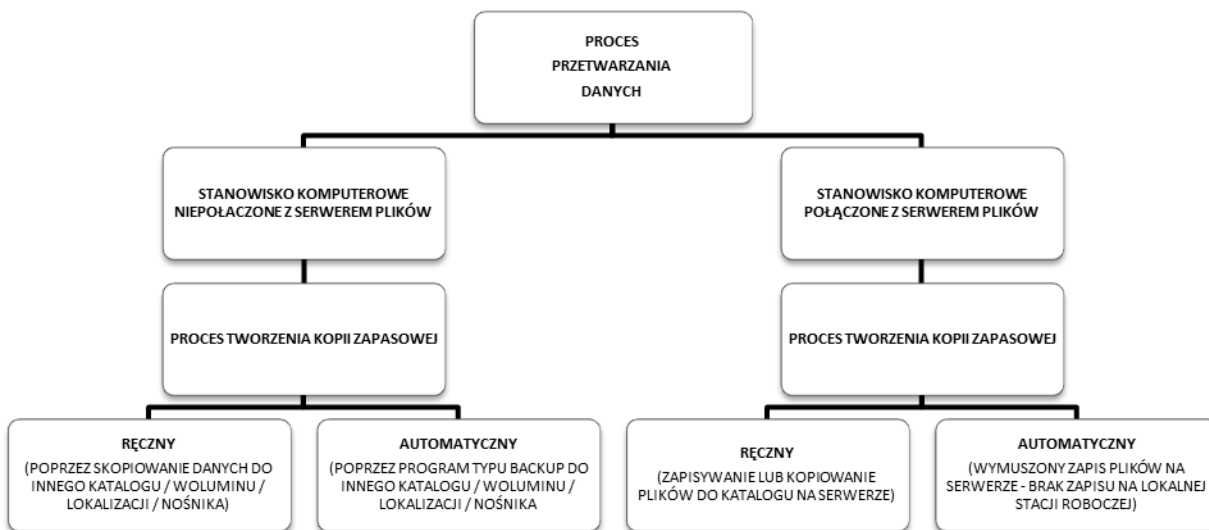 PROCES
PRZETWARZANIA
DANYCH
STANOWISKO KOMPUTEROWE
NIEPOŁACZONE Z SERWEREM PLIKÓW
STANOWISKO KOMPUTEROWE
POŁĄCZONE Z SERWEREM PLIKÓW
PROCES TWORZENIA KOPII ZAPASOWEJ
PROCES TWORZENIA KOPII ZAPASOWEJ
RĘCZNY
(POPRZEZ SKOPIOWANIE DANYCH DO
INNEGO KATALOGU / WOLUMINU /
LOKALIZACJI / NOŚNIKA)
AUTOMATYCZNY
(POPRZEZ PROGRAM TYPU BACKUP DO
INNEGO KATALOGU / WOLUMINU /
LOKALIZACJI / NOŚNIKA
RĘCZNY
(ZAPISYWANIE LUB KOPIOWANIE
PLIKÓW DO KATALOGU NA SERWERZE)
AUTOMATYCZNY
(WYMUSZONY ZAPIS PLIKÓW NA
SERWERZE - BRAK ZAPISU NA LOKALNEJ
STACJI ROBOCZEJ)